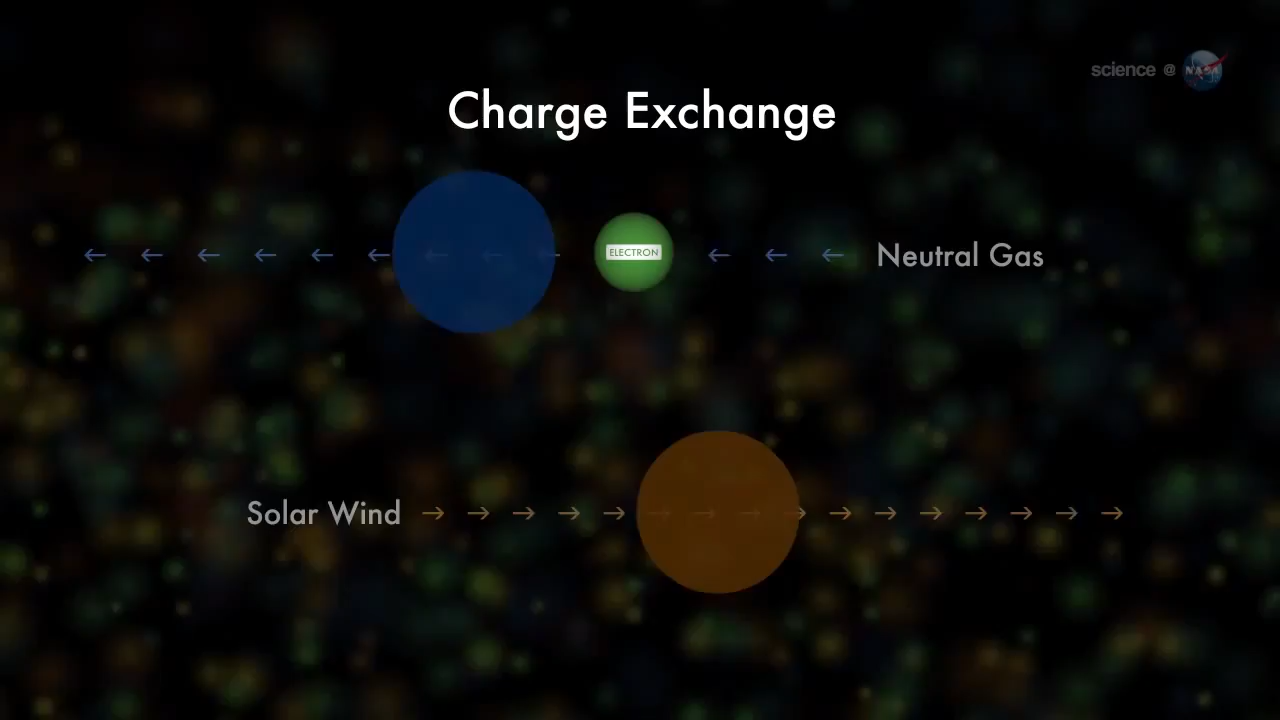 science @ NASA
Charge Exchange
ELECTRON
Neutral Gas
Solar Wind